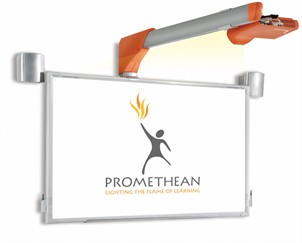 PROMETHEAN
LIGHTING THE FLAME OF LEARNING